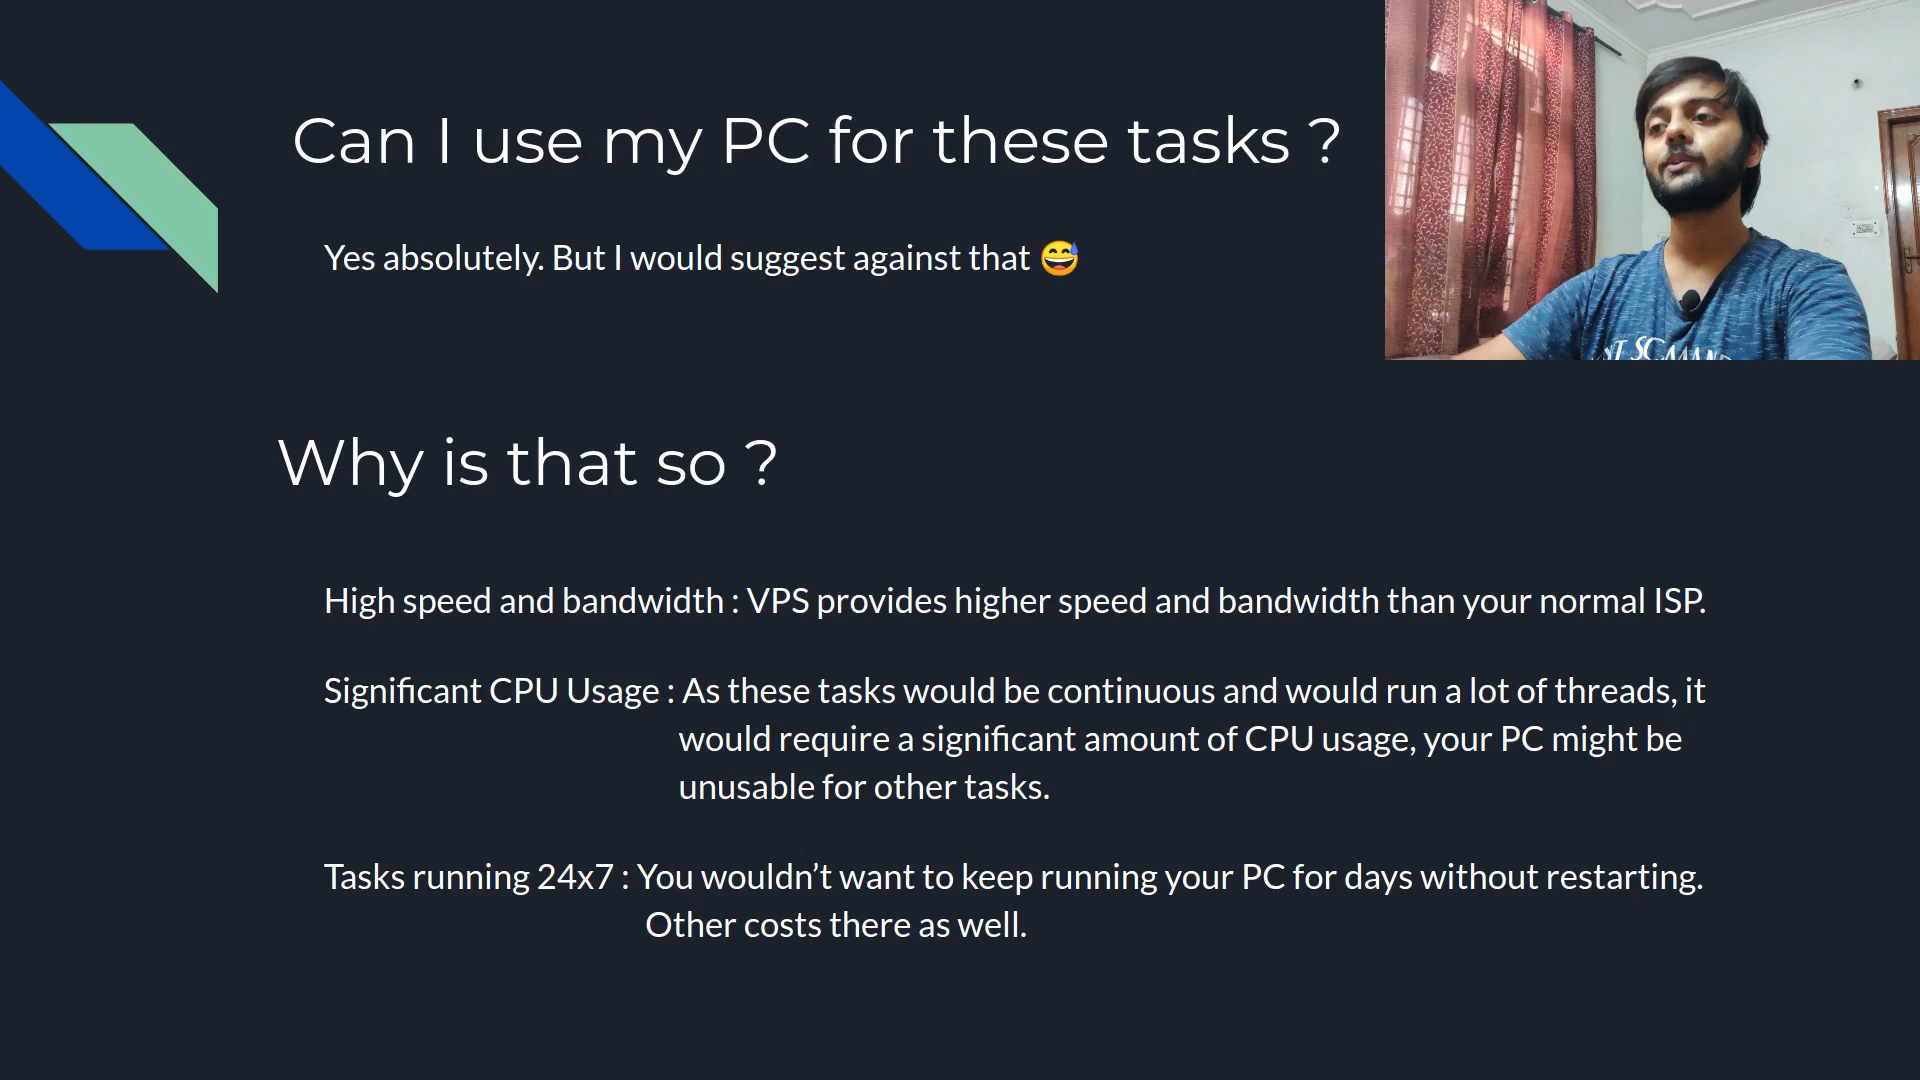 Can I use my PC for these tasks ?
Yes absolutely. But I would suggest against that 😅
Why is that so ?
High speed and bandwidth : VPS provides higher speed and bandwidth than your normal ISP.
Significant CPU Usage : As these tasks would be continuous and would run a lot of threads, it
would require a significant amount of CPU usage, your PC might be
unusable for other tasks.
Tasks running 24x7 : You wouldn’t want to keep running your PC for days without restarting.
Other costs there as well.